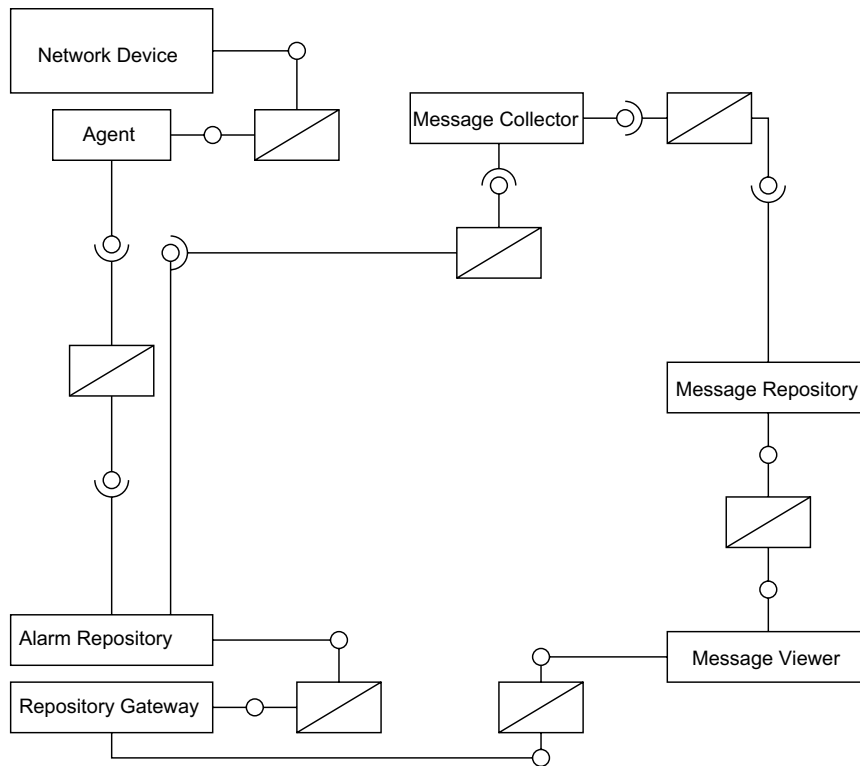 Network Device
Agent
Message Collector
Message Repository
Alarm Repository
Message Viewer
Repository Gateway